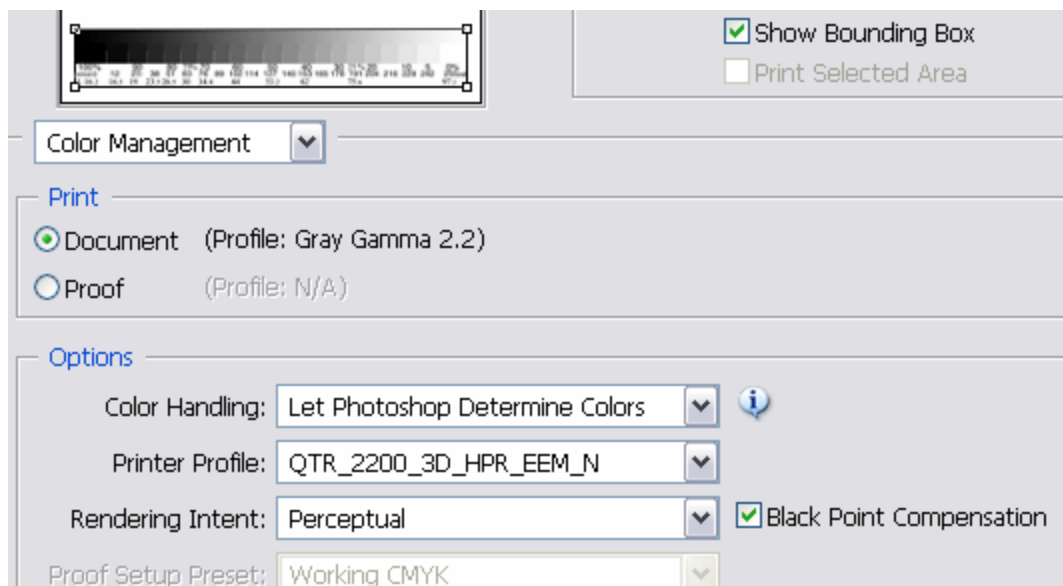 Show Bounding Box
Print Selected Area
Color Management
Print
Document (Profile: Gray Gamma 2.2)
Proof (Profile: N/A)
Options
Color Handling: Let Photoshop Determine Colors
Printer Profile: QTR_2200_3D_HPR_EEM_N
Rendering Intent: Perceptual Black Point Compensation
Proof Setup Preset: Working CMYK